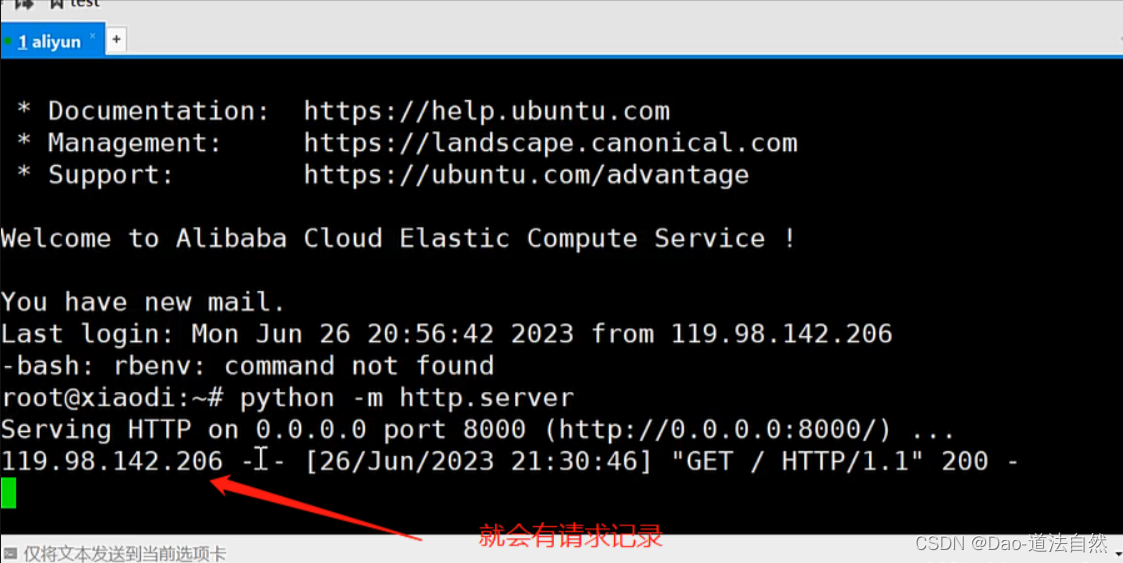 test
1 aliyun × +
* Documentation: https://help.ubuntu.com
* Management: https://landscape.canonical.com
* Support: https://ubuntu.com/advantage
Welcome to Alibaba Cloud Elastic Compute Service !
You have new mail.
Last login: Mon Jun 26 20:56:42 2023 from 119.98.142.206
-bash: rbenv: command not found
root@xiaodi:~# python -m http.server
Serving HTTP on 0.0.0.0 port 8000 (http://0.0.0.0:8000/) ...
119.98.142.206 - - [26/Jun/2023 21:30:46] "GET / HTTP/1.1" 200 -
就会有请求记录
仅将文本发送到当前选项卡
CSDN @Dao-道法自然